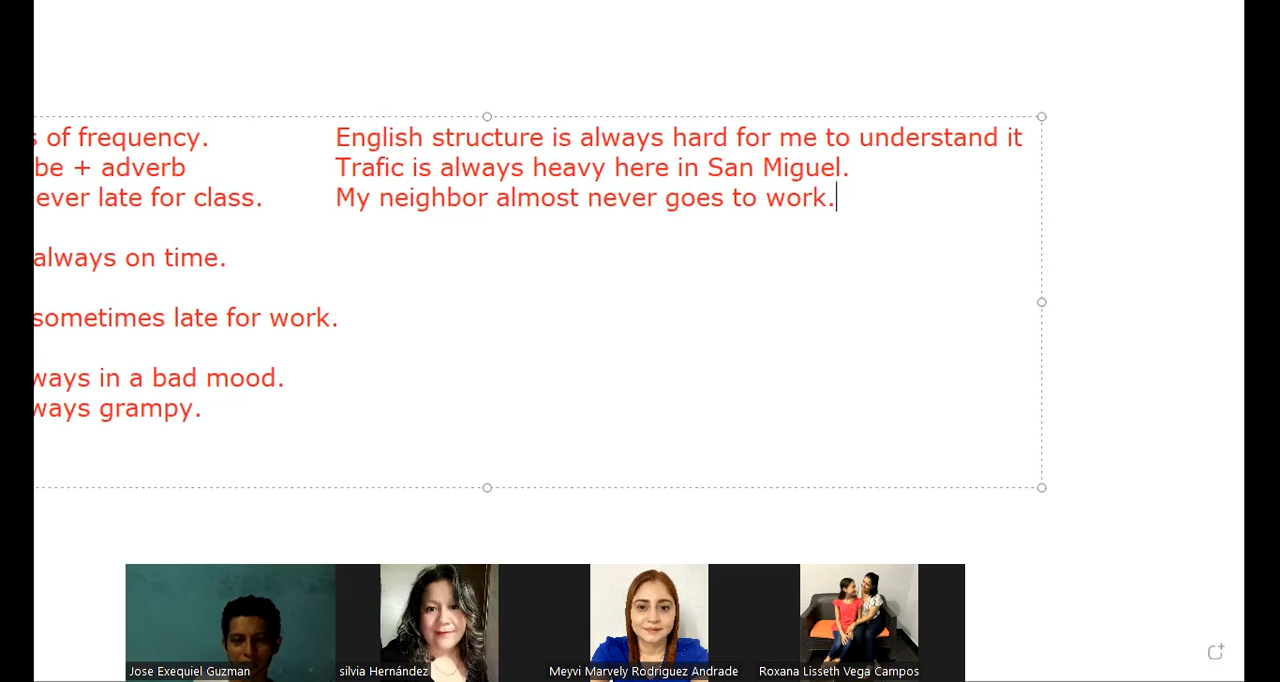 of frequency.
be + adverb
ever late for class.
always on time.
sometimes late for work.
ways in a bad mood.
ways grampy.
English structure is always hard for me to understand it
Trafic is always heavy here in San Miguel.
My neighbor almost never goes to work.
Jose Exequiel Guzman
silvia Hernández
Meyvi Marvely Rodriguez Andrade
Roxana Lisseth Vega Campos